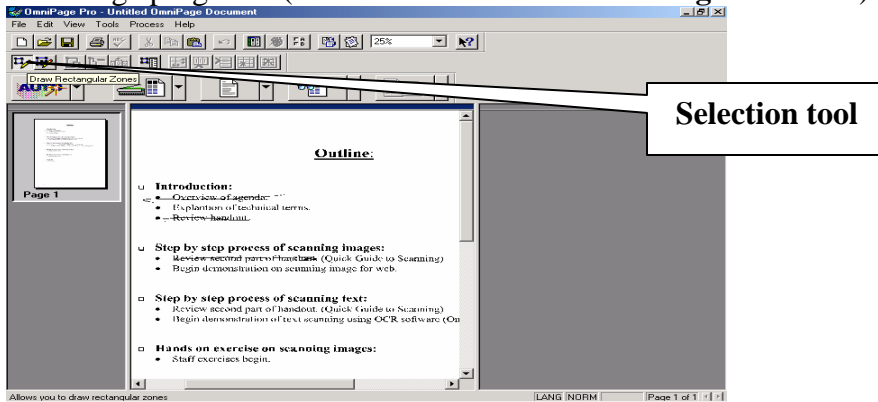 OmniPage Pro - Untitled OmniPage Document
File Edit View Tools Process Help
25%
Draw Rectangular Zones
AUTO
Selection tool
Page 1
Outline:
Introduction:
Overview of agenda.
Explantion of technical terms.
Review handout.
Step by step process of scanning images:
Review second part of handout. (Quick Guide to Scanning)
Begin demonstration on scanning image for web.
Step by step process of scanning text:
Review second part of handout. (Quick Guide to Scanning)
Begin demonstration of text scanning using OCR software (On
Hands on exercise on scanning images:
Staff exercises begin.
Allows you to draw rectangular zones
LANG NORM Page 1 of 1